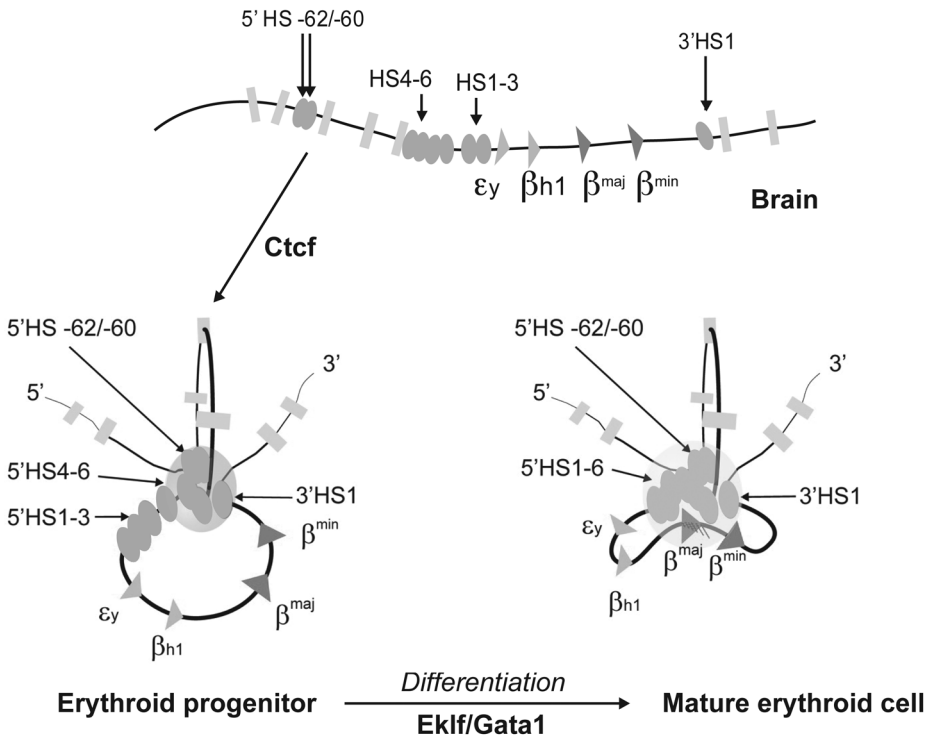 5' HS -62/-60
3'HS1
HS4-6
HS1-3
εy
βh1
βmaj
βmin
Brain
Ctcf
5'HS -62/-60
5'
3'
5'HS4-6
3'HS1
5'HS1-3
βmin
εy
βmaj
βh1
5'HS -62/-60
5'
3'
5'HS1-6
3'HS1
εy
βmaj
βmin
βh1
Erythroid progenitor
Differentiation
Eklf/Gata1
Mature erythroid cell